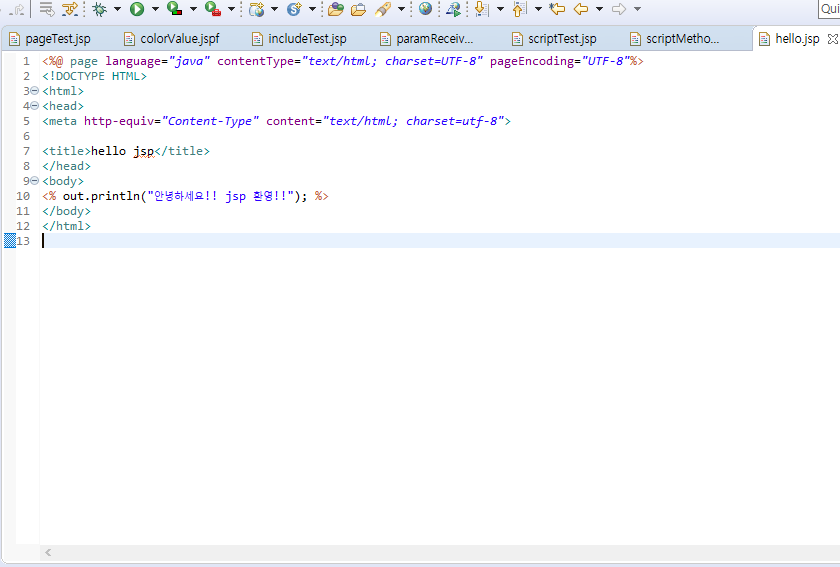 Qui
pageTest.jsp colorValue.jspf includeTest.jsp paramReceiv... scriptTest.jsp scriptMetho... hello.jsp
1 <%@ page language="java" contentType="text/html; charset=UTF-8" pageEncoding="UTF-8"%>
2 <!DOCTYPE HTML>
3 <html>
4 <head>
5 <meta http-equiv="Content-Type" content="text/html; charset=utf-8">
6
7 <title>hello jsp</title>
8 </head>
9 <body>
10 <% out.println("안녕하세요!! jsp 환영!!"); %>
11 </body>
12 </html>
13